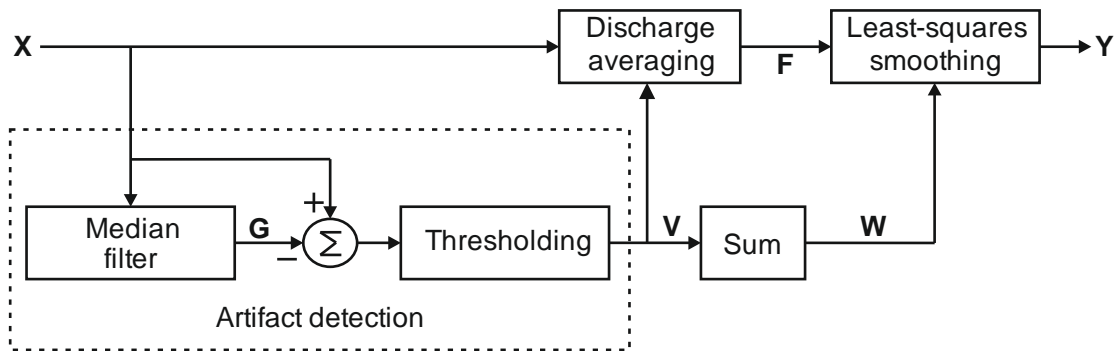 X
Discharge
averaging
F
Least-squares
smoothing
Y
Median
filter
G
+
−
Σ
Thresholding
V
Sum
W
Artifact detection